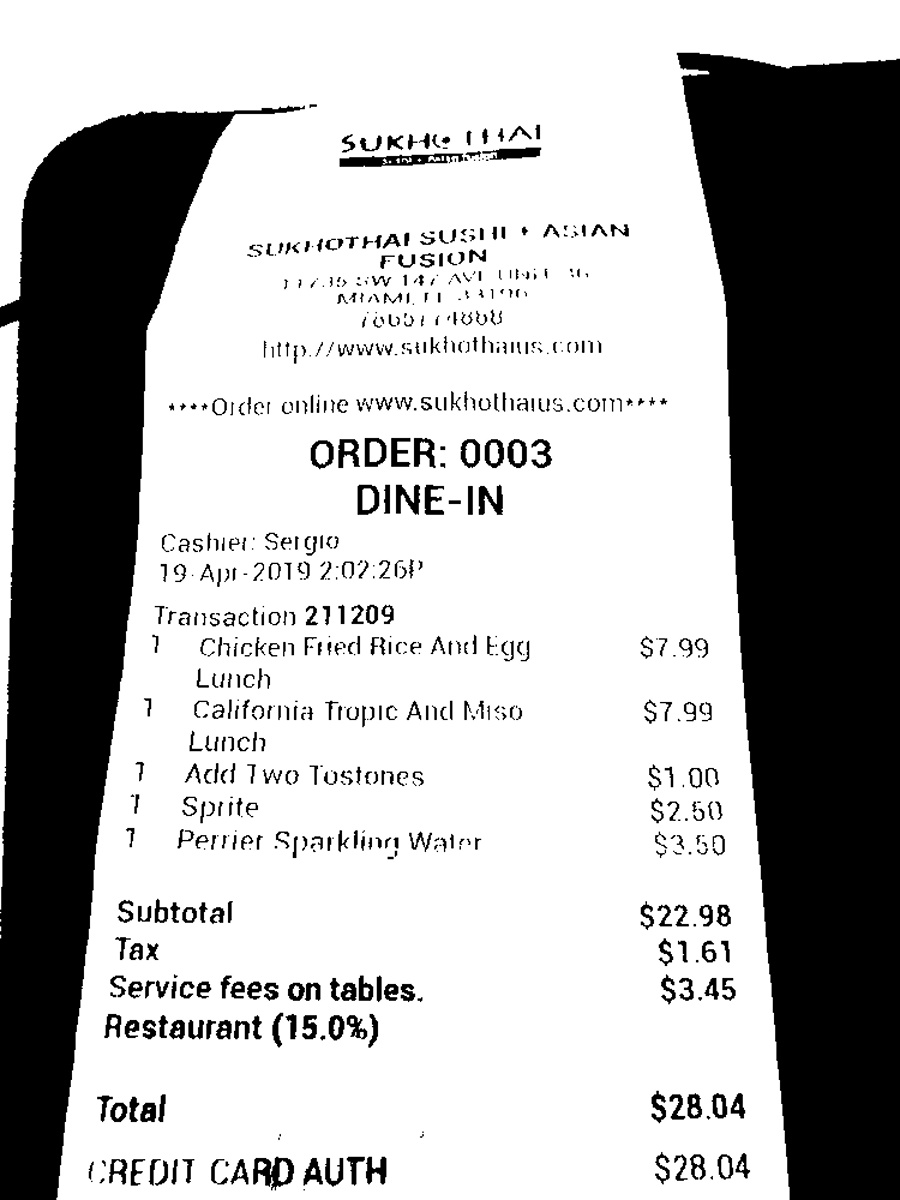 SUKHO THAI
SUKHOTHAI SUSHI + ASIAN
FUSION
SW 147 AVE UNIT
MIAMI, FL 33196
http://www.sukhothaius.com
****Order online www.sukhothaius.com****
ORDER: 0003
DINE-IN
Cashier: Sergio
19-Apr-2019 2:02:26P
Transaction 211209
1 Chicken Fried Rice And Egg $7.99
Lunch
1 California Tropic And Miso $7.99
Lunch
1 Add Two Tostones $1.00
1 Sprite $2.50
1 Perrier Sparkling Water $3.50
Subtotal $22.98
Tax $1.61
Service fees on tables. $3.45
Restaurant (15.0%)
Total $28.04
CREDIT CARD AUTH $28.04